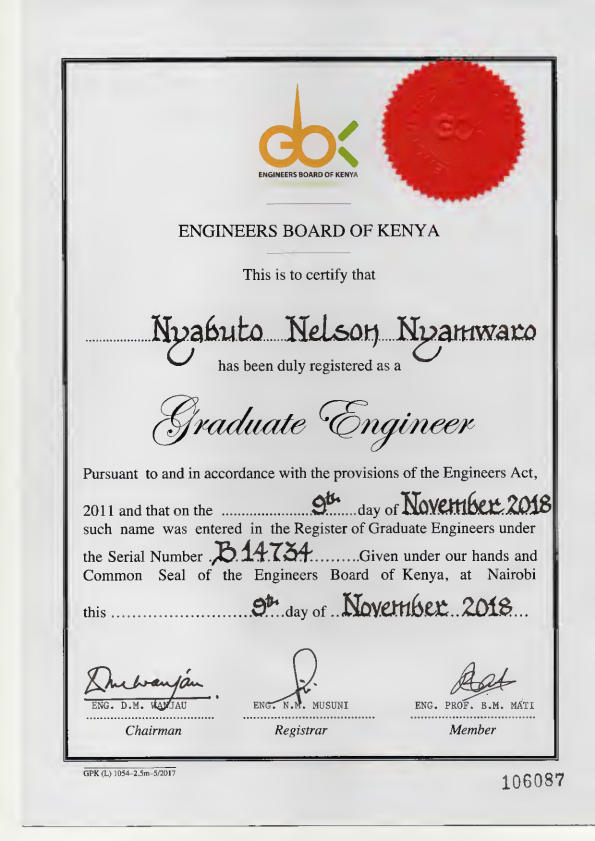 ebk
ENGINEERS BOARD OF KENYA
ENGINEERS BOARD OF KENYA
This is to certify that
Nyabuto Nelson Nyamwaro
has been duly registered as a
Graduate Engineer
Pursuant to and in accordance with the provisions of the Engineers Act,
2011 and that on the ........................9th....day of November 2018
such name was entered in the Register of Graduate Engineers under
the Serial Number .B 14734..........Given under our hands and
Common Seal of the Engineers Board of Kenya, at Nairobi
this .................................9th.day of ..November..2018...
ENG. D.M. WANJAU ENG. N.M. MUSUNI ENG. PROF. B.M. MATI
Chairman Registrar Member
GPK (L) 1054–2.5m–5/2017
106087